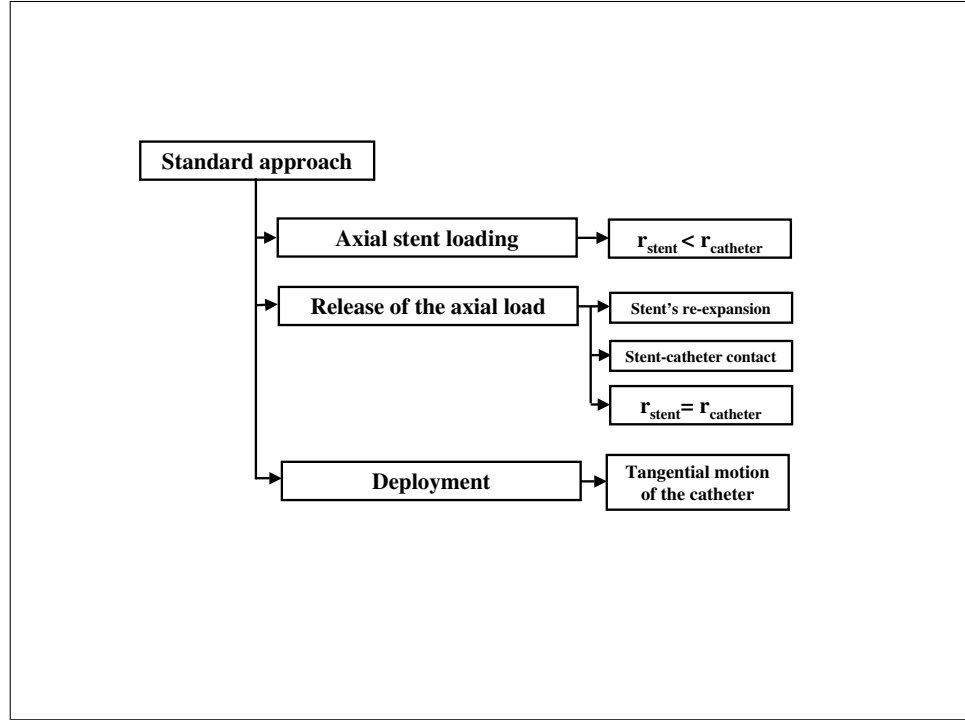 Standard approach
Axial stent loading
r_stent < r_catheter
Release of the axial load
Stent's re-expansion
Stent-catheter contact
r_stent = r_catheter
Deployment
Tangential motion
of the catheter